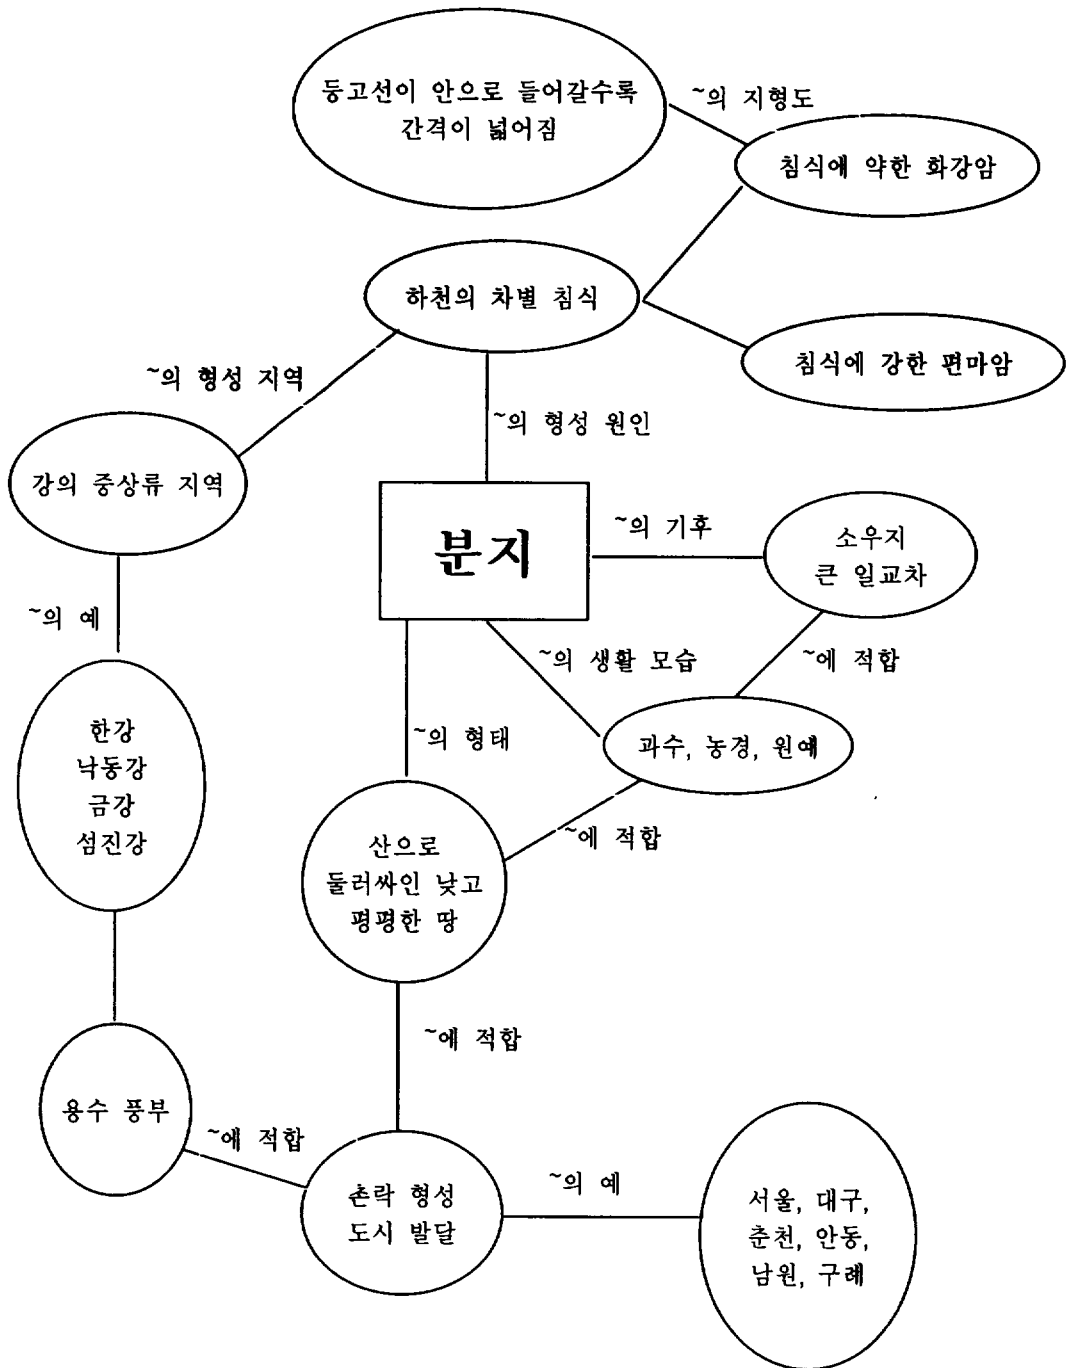 등고선이 안으로 들어갈수록
간격이 넓어짐
~의 지형도
침식에 약한 화강암
하천의 차별 침식
침식에 강한 편마암
~의 형성 지역
~의 형성 원인
강의 중상류 지역
분지
~의 기후
소우지
큰 일교차
~의 예
~의 생활 모습
~에 적합
한강
낙동강
금강
섬진강
~의 형태
과수, 농경, 원예
~에 적합
산으로
둘러싸인 낮고
평평한 땅
~에 적합
용수 풍부
~에 적합
촌락 형성
도시 발달
~의 예
서울, 대구,
춘천, 안동,
남원, 구례